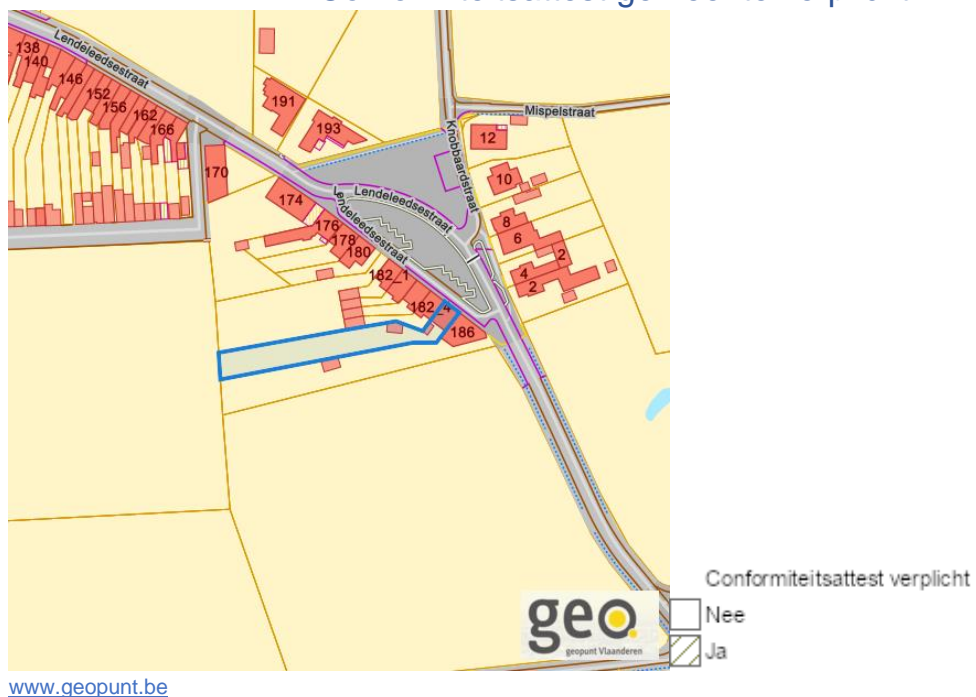 138
140
Lendeleedsestraat
146
152
156
162
166
170
191
193
174
176
178
180
182_1
186
Lendeleedsestraat
Lendeleedsestraat
Knobbaardstraat
Mispelstraat
12
10
8
6
2
4
2
geo.
geopunt Vlaanderen
Conformiteitsattest verplicht
Nee
Ja
www.geopunt.be